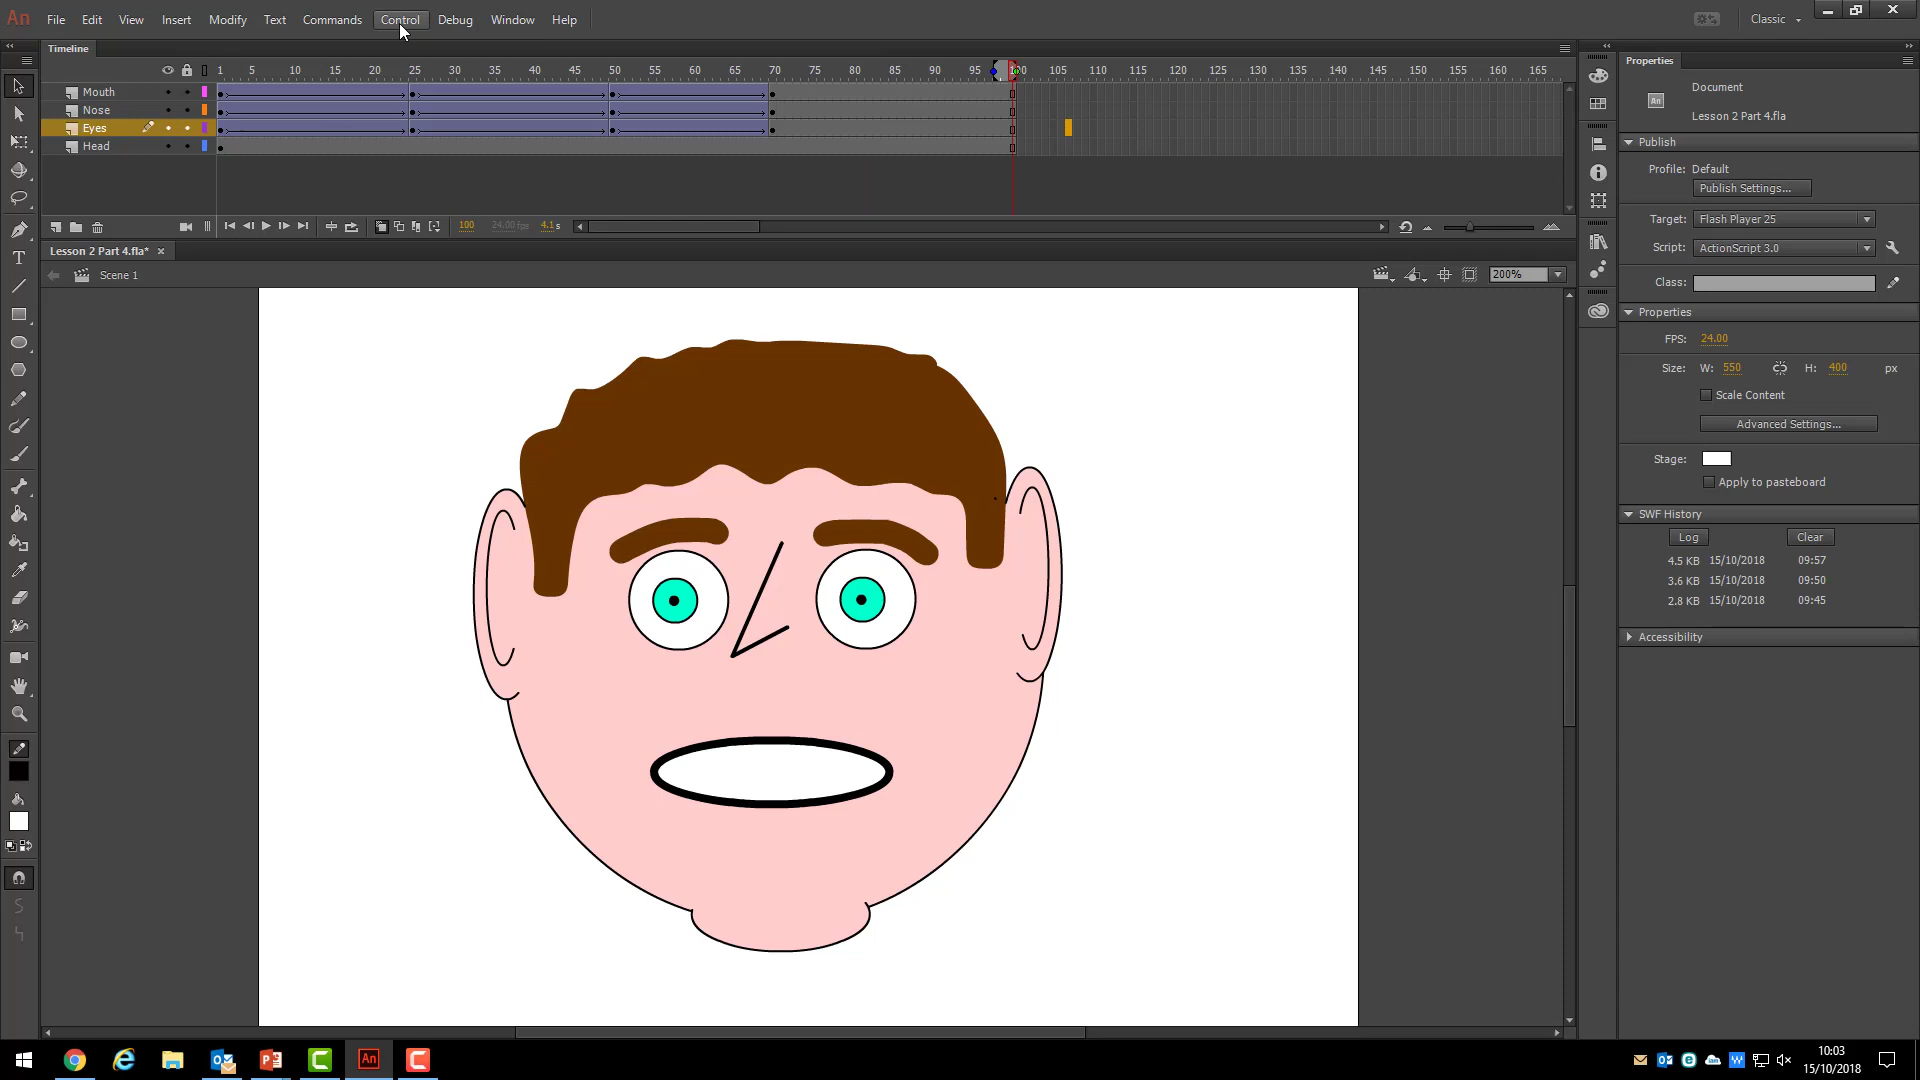 An File Edit View Insert Modify Text Commands Control Debug Window Help Classic
Timeline
1 5 10 15 20 25 30 35 40 45 50 55 60 65 70 75 80 85 90 95 100 105 110 115 120 125 130 135 140 145 150 155 160 165
Mouth
Nose
Eyes
Head
100 24.00fps 4.1 s
Lesson 2 Part 4.fla*
Scene 1
200%
Properties
Document
An
Lesson 2 Part 4.fla
Publish
Profile: Default
Publish Settings...
Target: Flash Player 25
Script: ActionScript 3.0
Class:
Properties
FPS: 24.00
Size: W: 550 H: 400 px
Scale Content
Advanced Settings...
Stage:
Apply to pasteboard
SWF History
Log Clear
4.5 KB 15/10/2018 09:57
3.6 KB 15/10/2018 09:50
2.8 KB 15/10/2018 09:45
Accessibility
An
10:03
15/10/2018